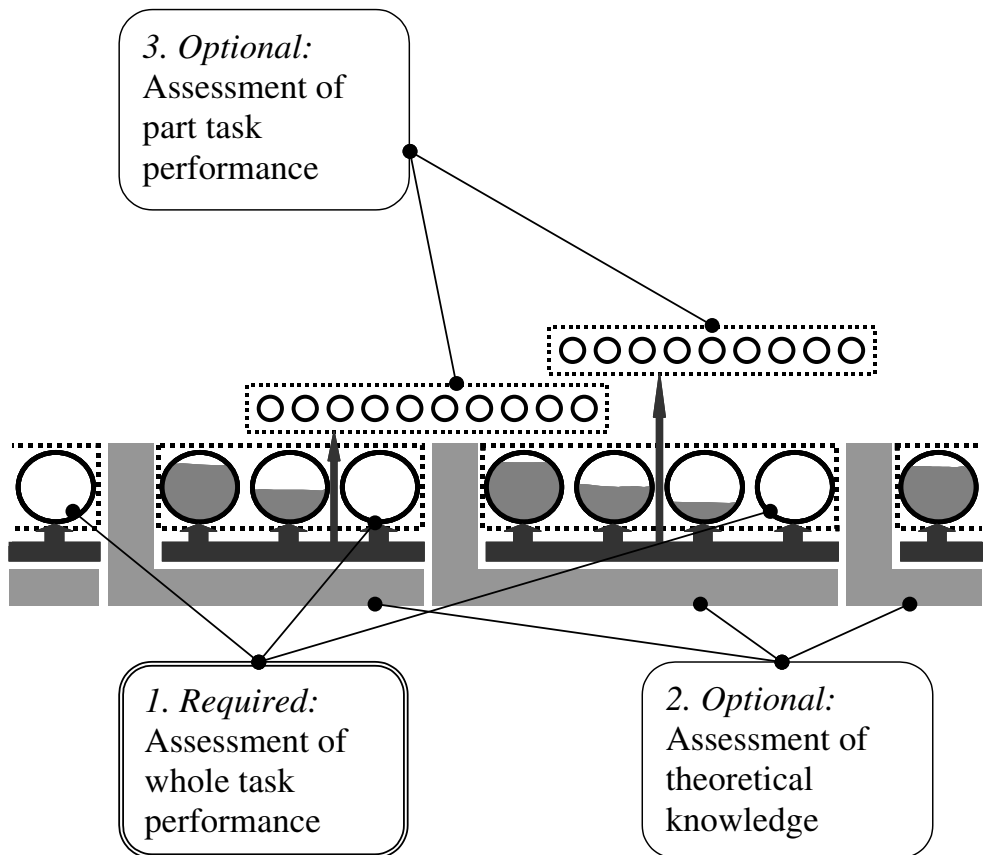 3. Optional:
Assessment of
part task
performance
1. Required:
Assessment of
whole task
performance
2. Optional:
Assessment of
theoretical
knowledge